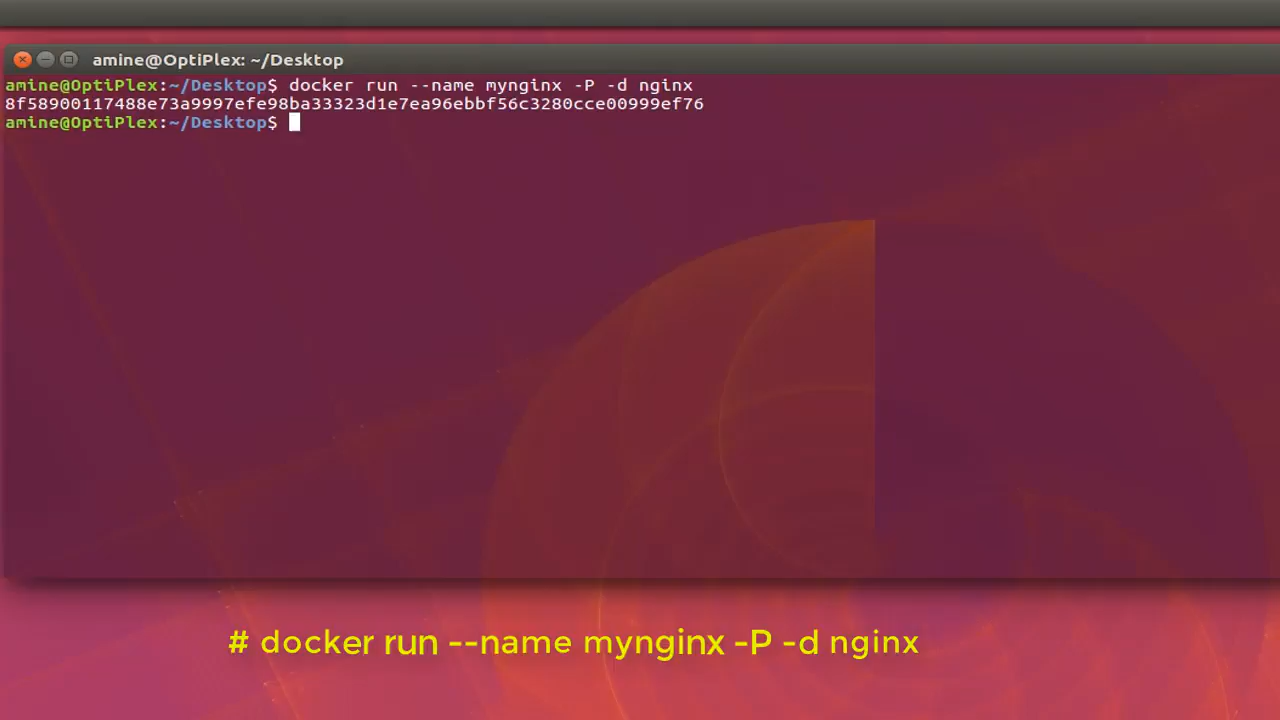 amine@OptiPlex: ~/Desktop
amine@OptiPlex:~/Desktop$ docker run --name mynginx -P -d nginx
8f58900117488e73a9997efe98ba33323d1e7ea96ebbf56c3280cce00999ef76
amine@OptiPlex:~/Desktop$
# docker run --name mynginx -P -d nginx